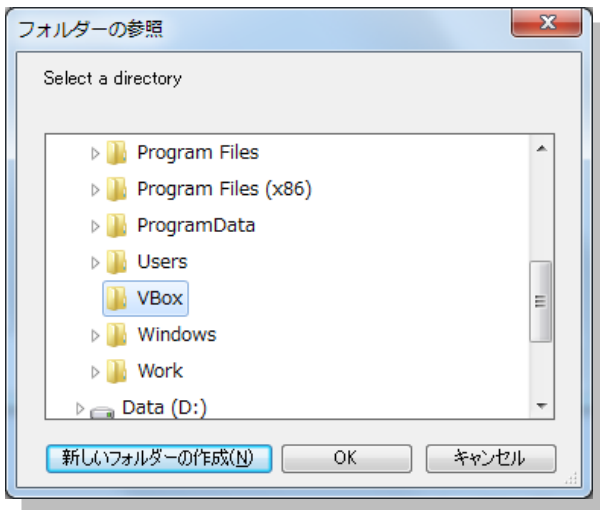 フォルダーの参照
Select a directory
Program Files
Program Files (x86)
ProgramData
Users
VBox
Windows
Work
Data (D:)
新しいフォルダーの作成(N) OK キャンセル